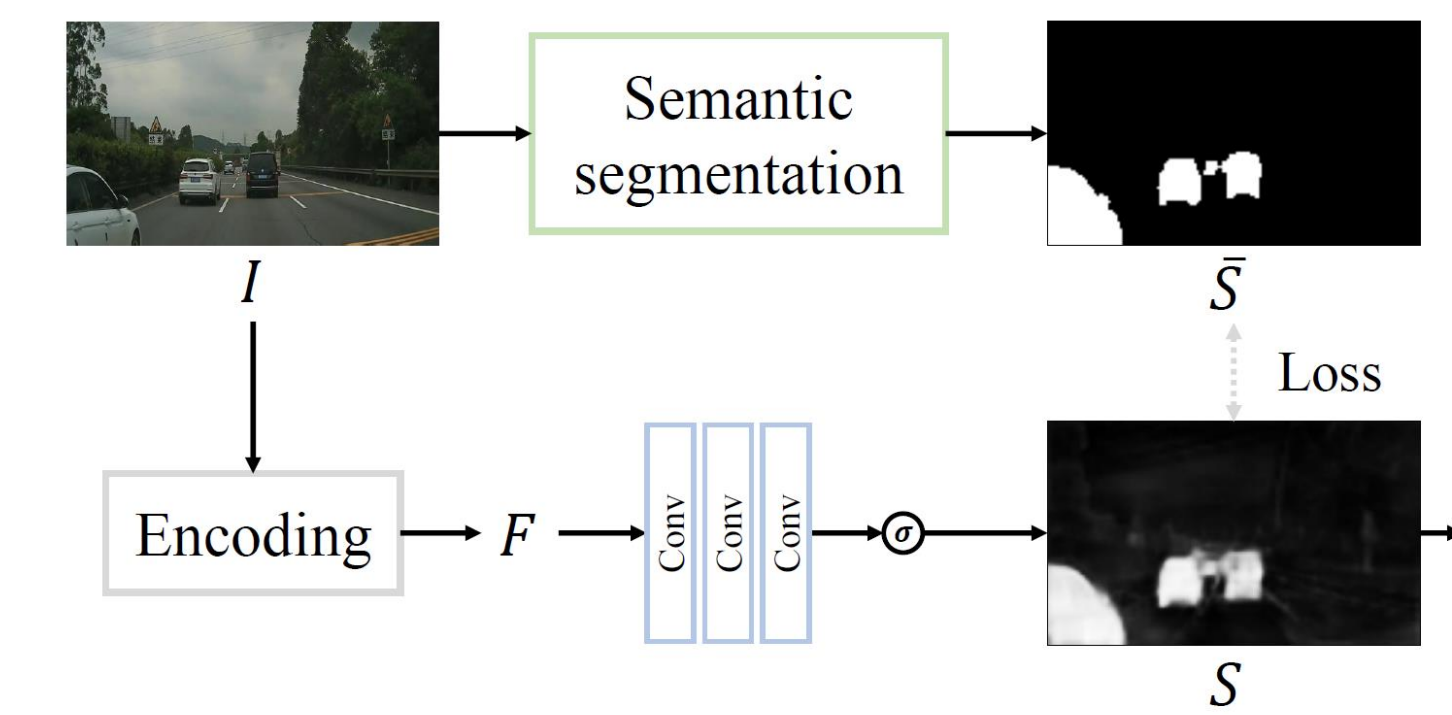 Semantic
segmentation
I
S̄
Loss
Encoding
F
Conv
Conv
Conv
σ
S